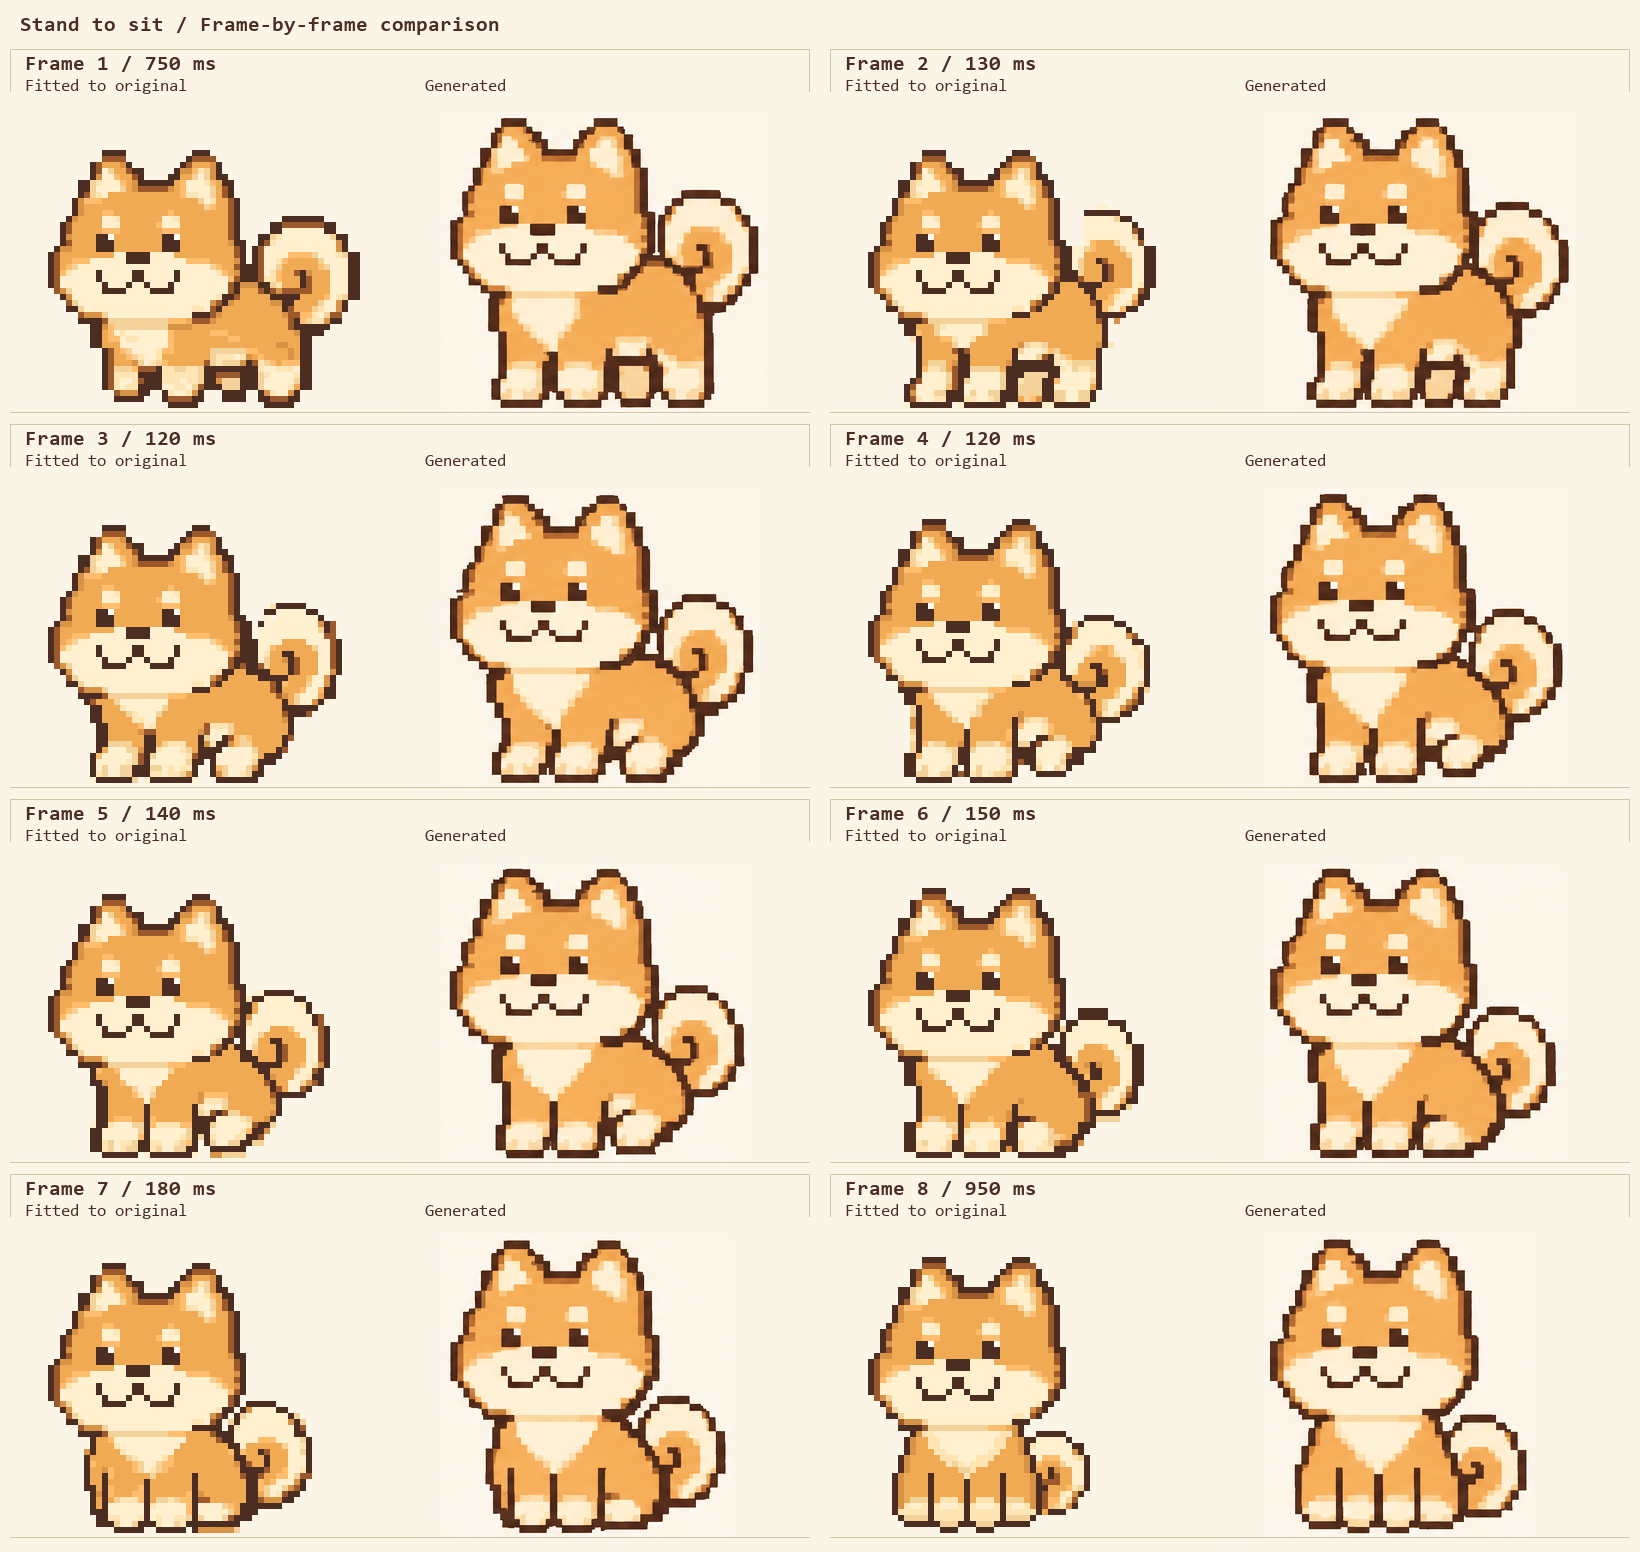 Stand to sit / Frame-by-frame comparison
Frame 1 / 750 ms
Fitted to original
Generated
Frame 2 / 130 ms
Fitted to original
Generated
Frame 3 / 120 ms
Fitted to original
Generated
Frame 4 / 120 ms
Fitted to original
Generated
Frame 5 / 140 ms
Fitted to original
Generated
Frame 6 / 150 ms
Fitted to original
Generated
Frame 7 / 180 ms
Fitted to original
Generated
Frame 8 / 950 ms
Fitted to original
Generated